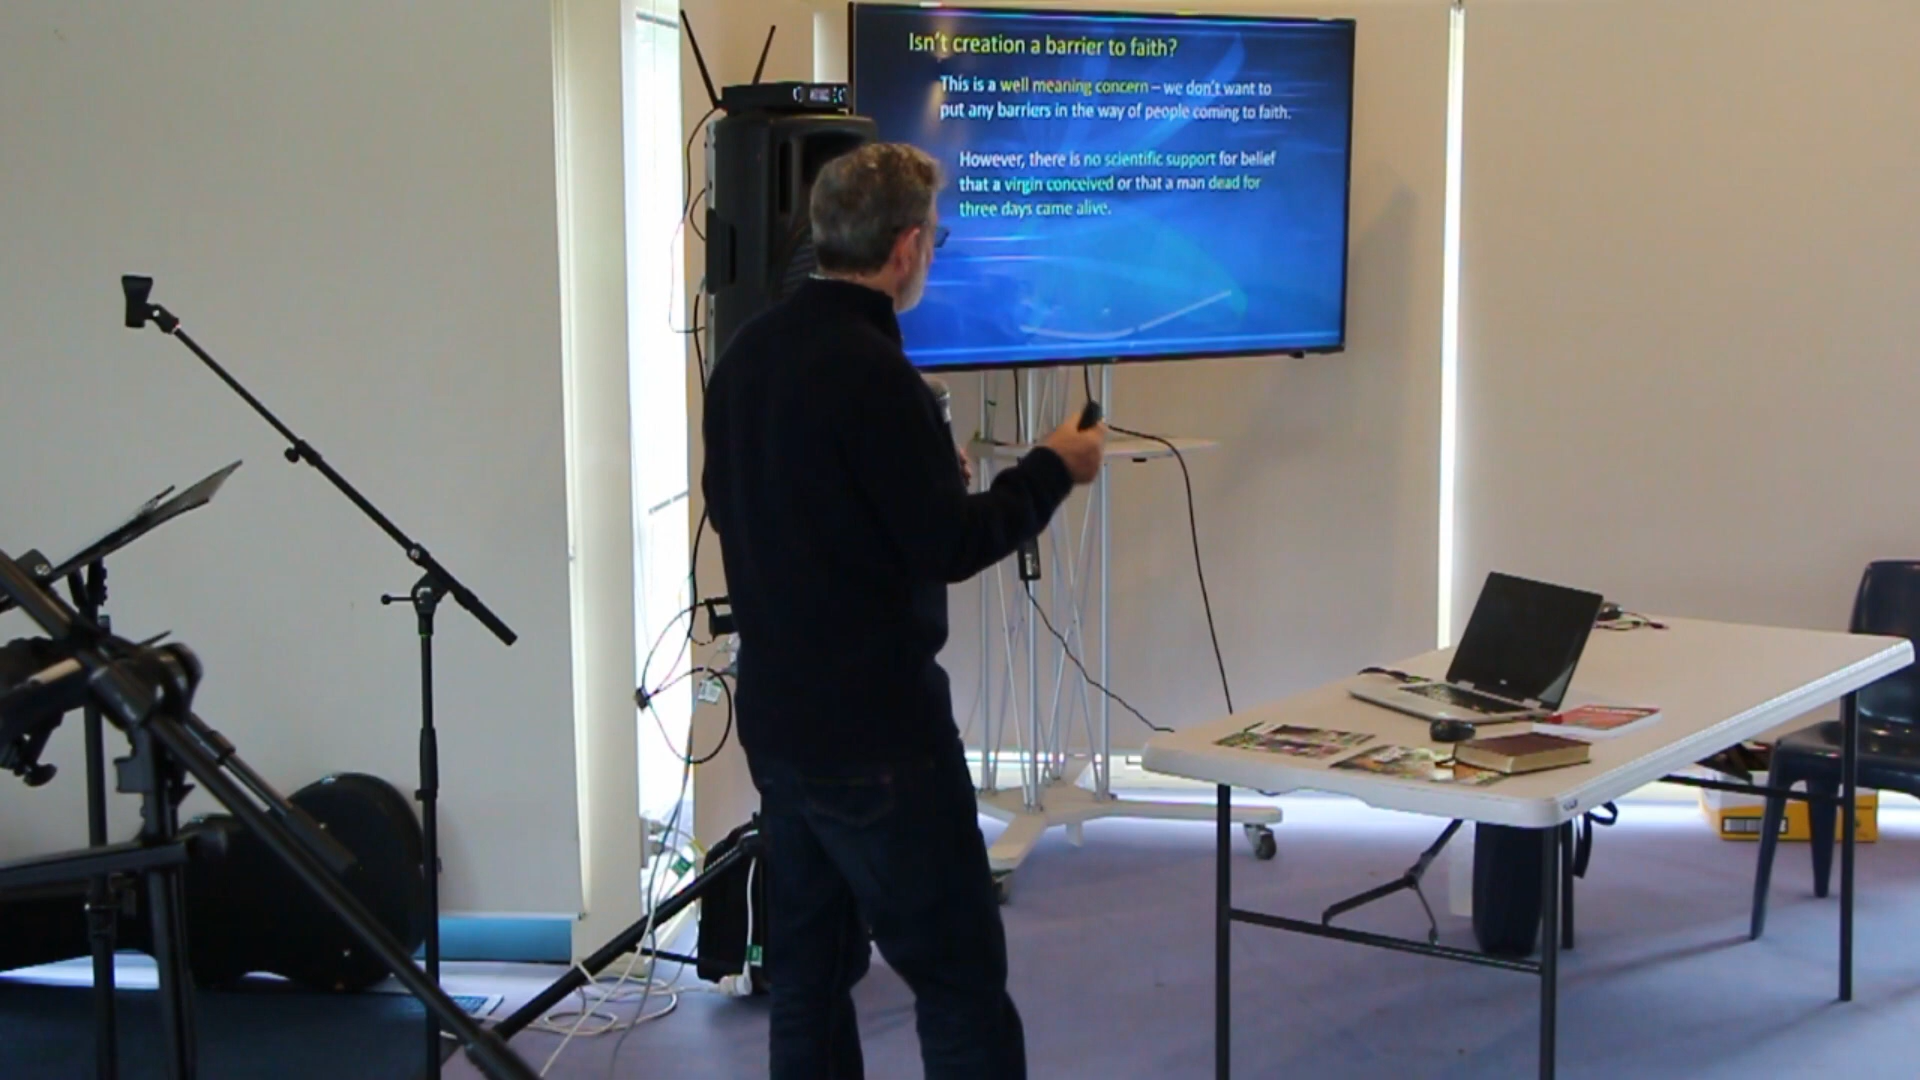 Isn't creation a barrier to faith?
This is a well meaning concern – we don't want to
put any barriers in the way of people coming to faith.
However, there is no scientific support for belief
that a virgin conceived or that a man dead for
three days came alive.